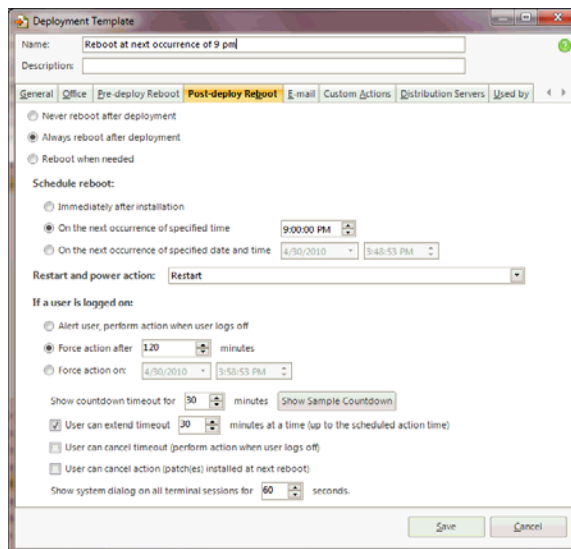 Deployment Template
Name: Reboot at next occurrence of 9 pm
Description:
General Office Pre-deploy Reboot Post-deploy Reboot E-mail Custom Actions Distribution Servers Used by
Never reboot after deployment
Always reboot after deployment
Reboot when needed
Schedule reboot:
Immediately after installation
On the next occurrence of specified time 9:00:00 PM
On the next occurrence of specified date and time 4/30/2010 3:48:53 PM
Restart and power action: Restart
If a user is logged on:
Alert user, perform action when user logs off
Force action after 120 minutes
Force action on: 4/30/2010 3:58:53 PM
Show countdown timeout for 30 minutes Show Sample Countdown
User can extend timeout 30 minutes at a time (up to the scheduled action time)
User can cancel timeout (perform action when user logs off)
User can cancel action (patch(es) installed at next reboot)
Show system dialog on all terminal sessions for 60 seconds.
Save Cancel